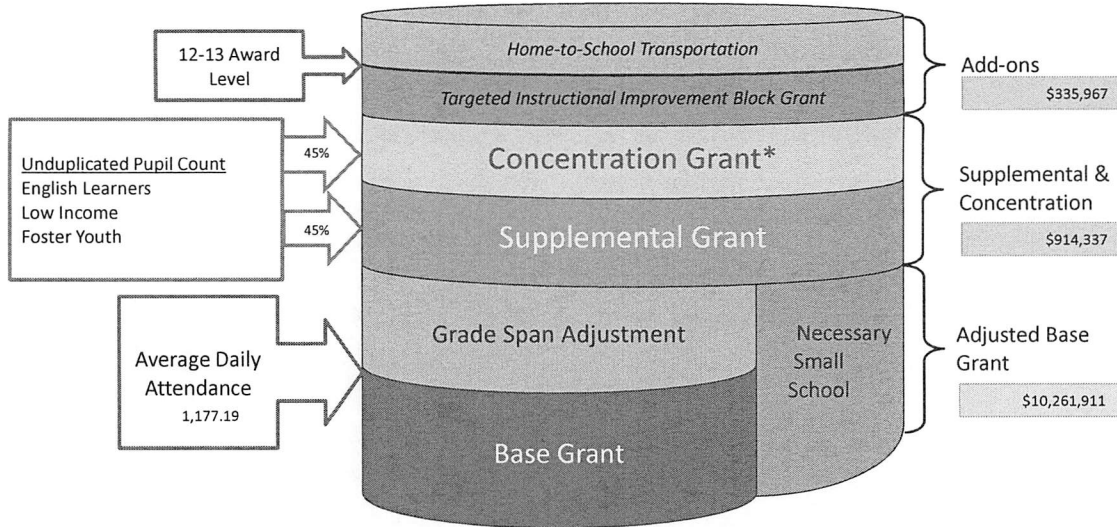 12-13 Award
Level
Home-to-School Transportation
Targeted Instructional Improvement Block Grant
Add-ons
$335,967
Unduplicated Pupil Count
English Learners
Low Income
Foster Youth
45%
45%
Concentration Grant*
Supplemental Grant
Supplemental &
Concentration
$914,337
Average Daily
Attendance
1,177.19
Grade Span Adjustment
Base Grant
Necessary
Small
School
Adjusted Base
Grant
$10,261,911